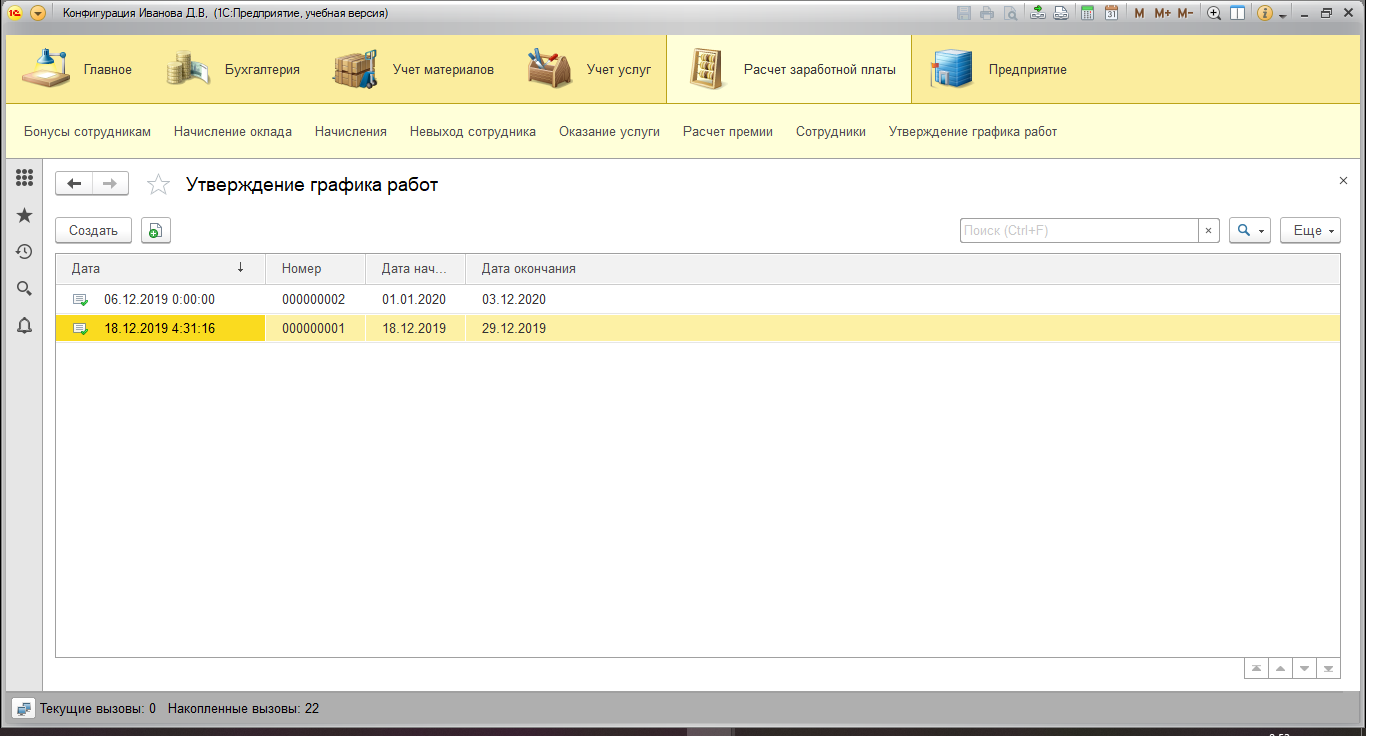 Конфигурация Иванова Д.В, (1С:Предприятие, учебная версия)
31 M M+ M-
Главное Бухгалтерия Учет материалов Учет услуг Расчет заработной платы Предприятие
Бонусы сотрудникам Начисление оклада Начисления Невыход сотрудника Оказание услуги Расчет премии Сотрудники Утверждение графика работ
Утверждение графика работ
Создать Поиск (Ctrl+F) Еще
Дата Номер Дата нач... Дата окончания
06.12.2019 0:00:00 000000002 01.01.2020 03.12.2020
18.12.2019 4:31:16 000000001 18.12.2019 29.12.2019
Текущие вызовы: 0 Накопленные вызовы: 22